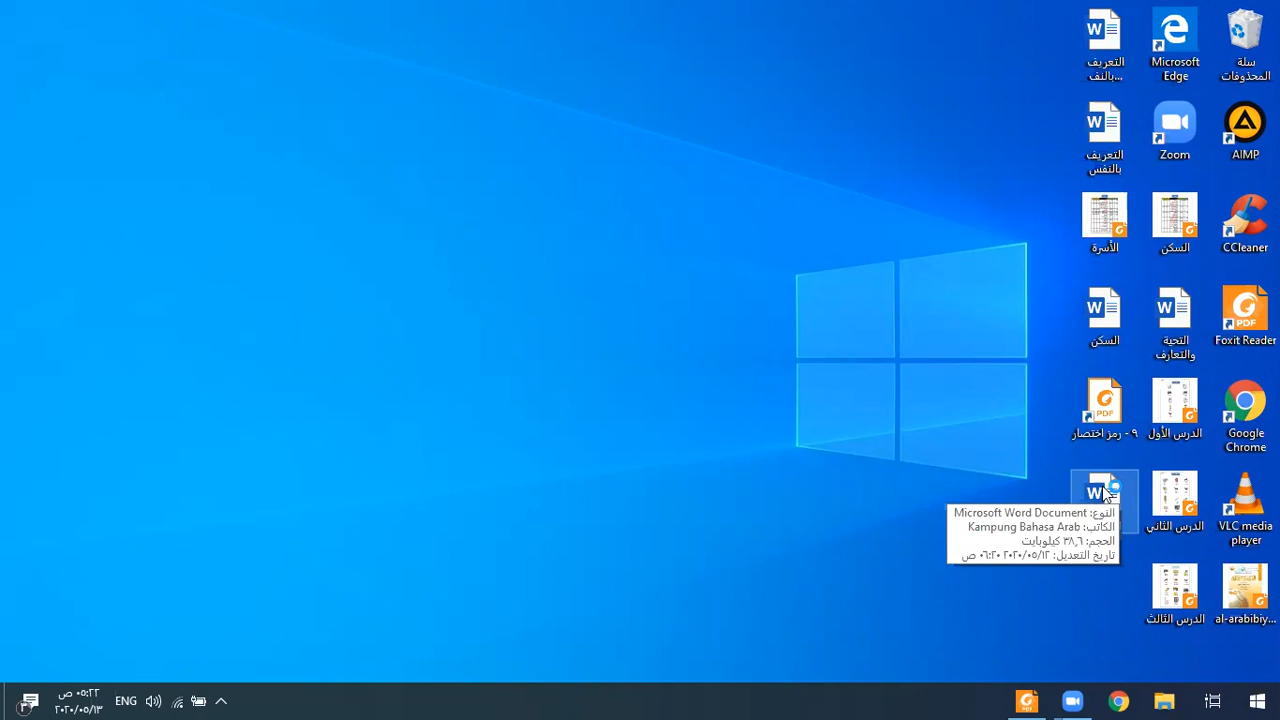 سلة
المحذوفات
Microsoft
Edge
التعريف
بالنف...
AIMP
Zoom
التعريف
بالنفس
CCleaner
السكن
الأسرة
Foxit Reader
التحية
والتعارف
السكن
Google
Chrome
الدرس الأول
٩ - رمز اختصار
VLC media
player
الدرس الثاني
النوع: Microsoft Word Document
الكاتب: Kampung Bahasa Arab
الحجم: ٣٨,٦ كيلوبايت
تاريخ التعديل: ٢٠٢٠/٠٥/١٢ ٠٦:٢٠ ص
al-arabibiy...
الدرس الثالث
ENG
٠٥:٢٢ ص
٢٠٢٠/٠٥/١٣